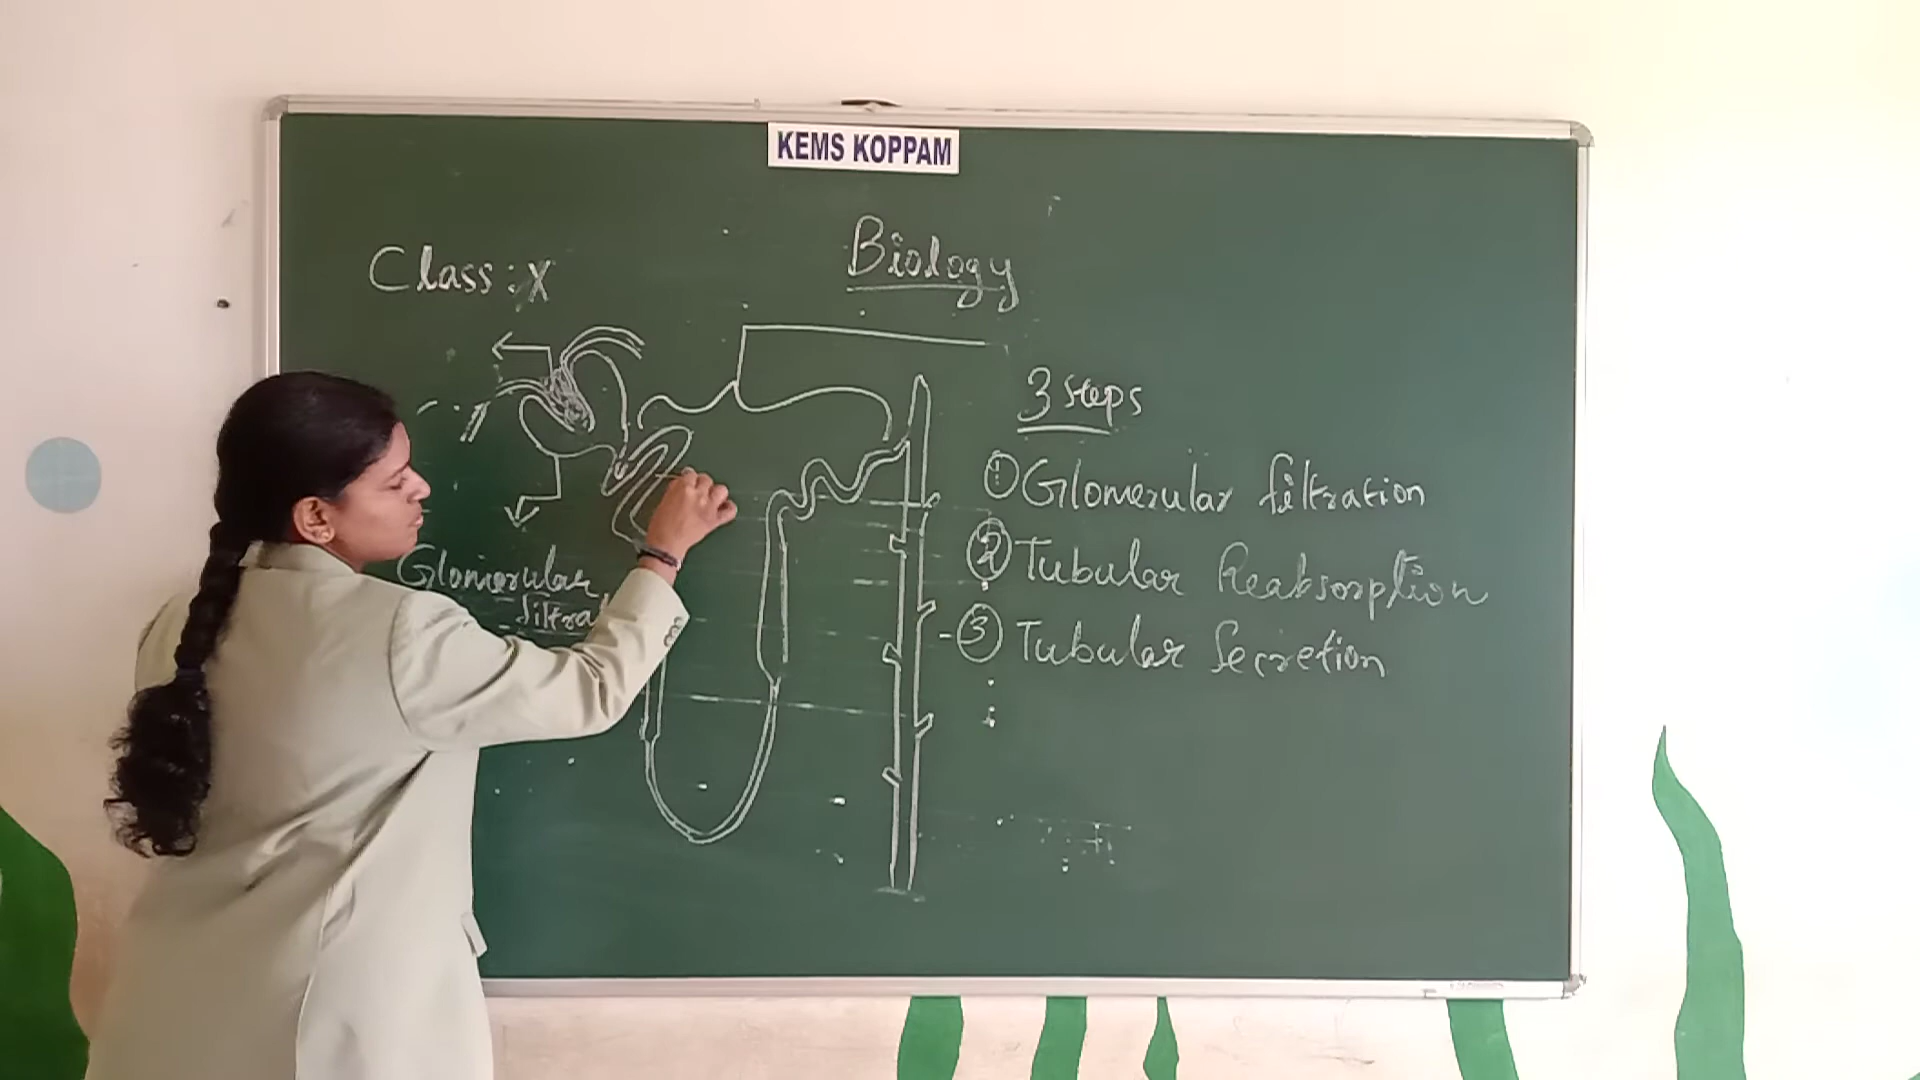 KEMS KOPPAM
Biology
Class : X
3 steps
① Glomerular filtration
② Tubular Reabsorption
③ Tubular Secretion
Glomerular
filtra